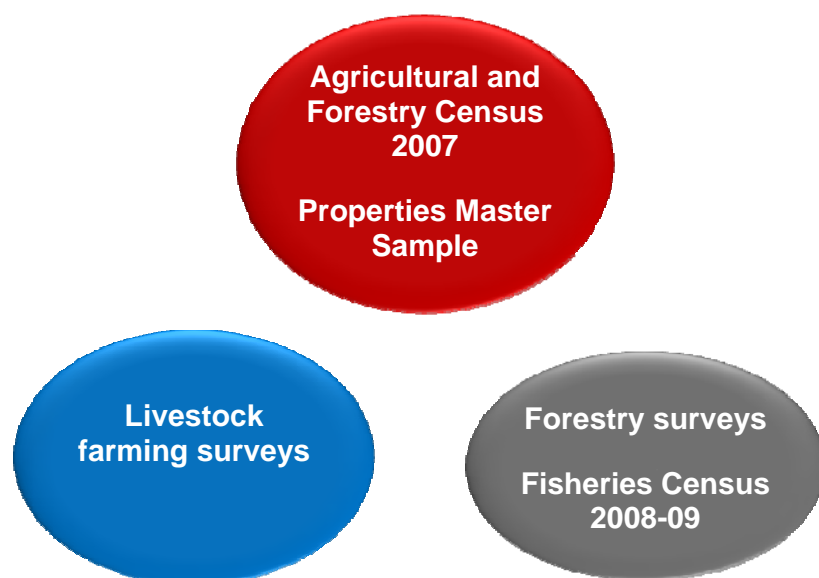 Agricultural and
Forestry Census
2007
Properties Master
Sample
Livestock
farming surveys
Forestry surveys
Fisheries Census
2008-09